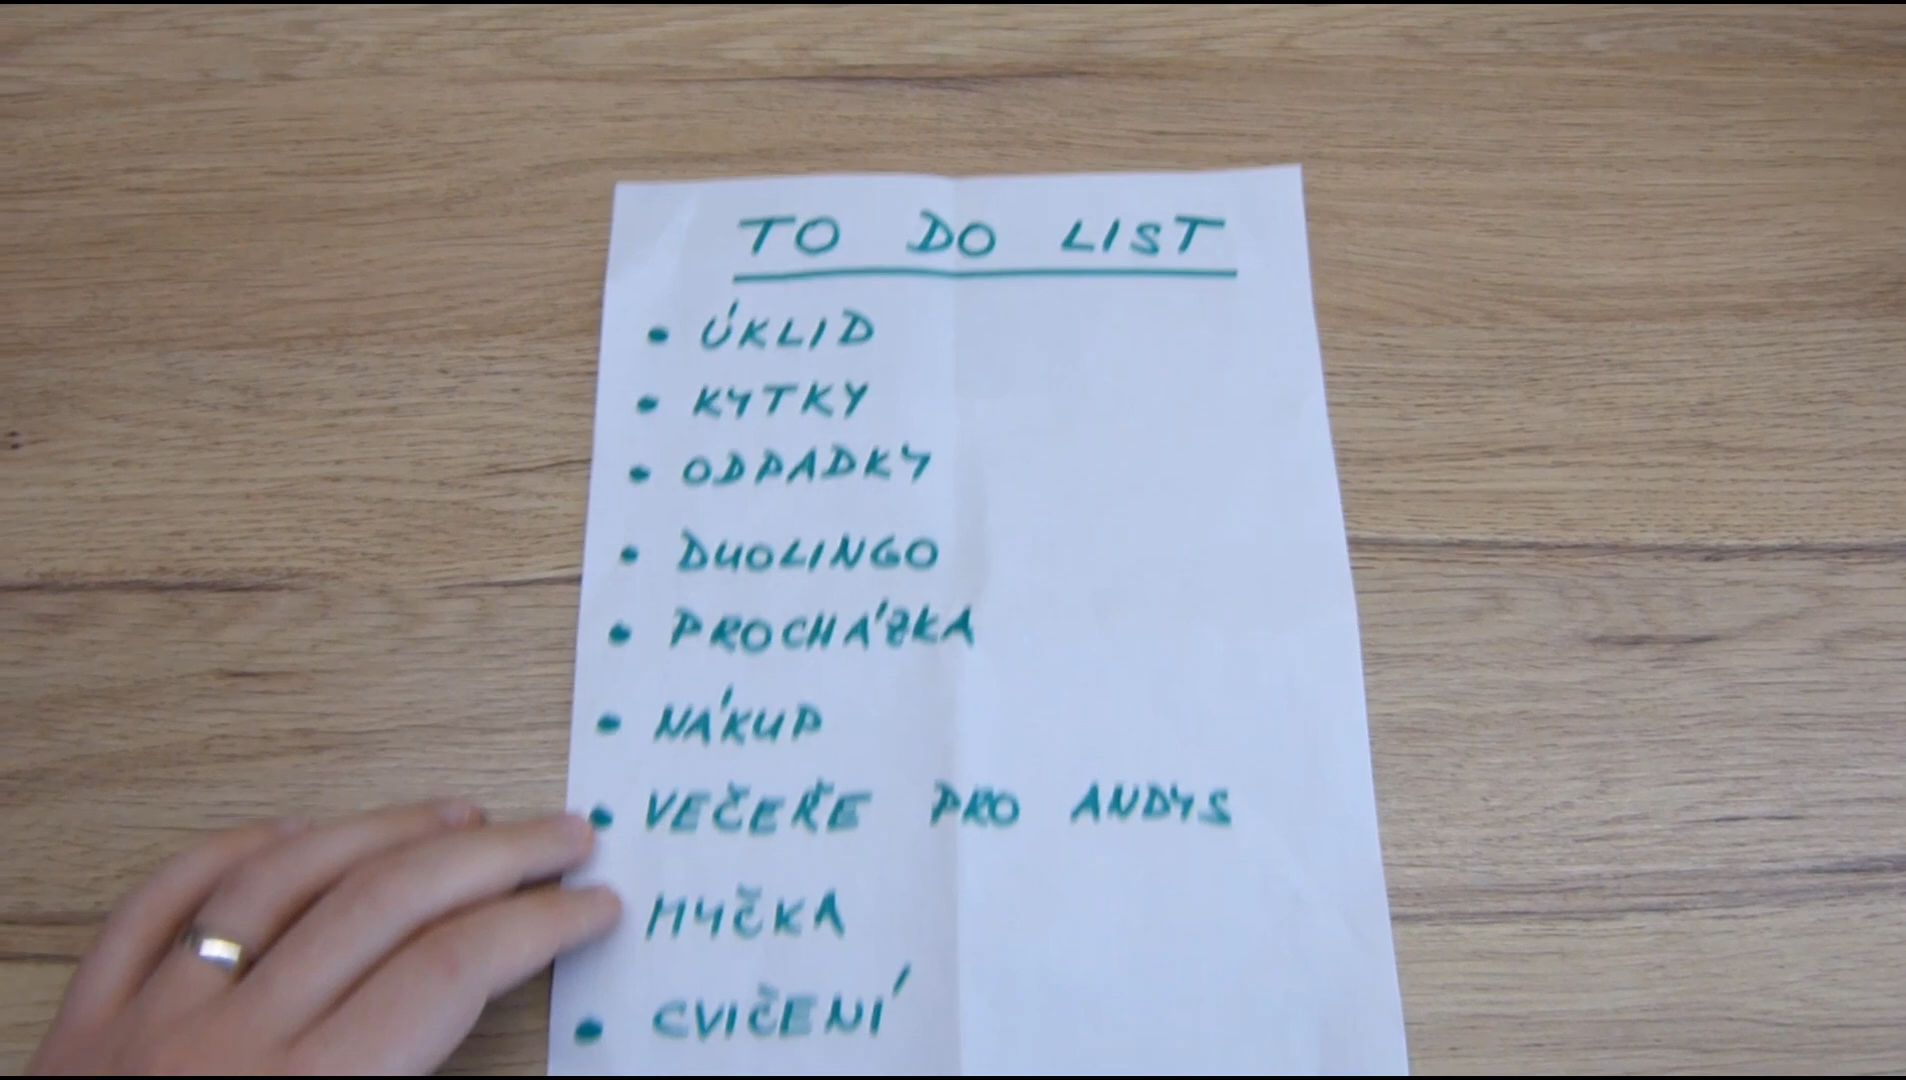 TO DO LIST
• ÚKLID
• KYTKY
• ODPADKY
• DUOLINGO
• PROCHÁZKA
• NÁKUP
• VEČEŘE PRO ANDYS
MYČKA
• CVIČENÍ